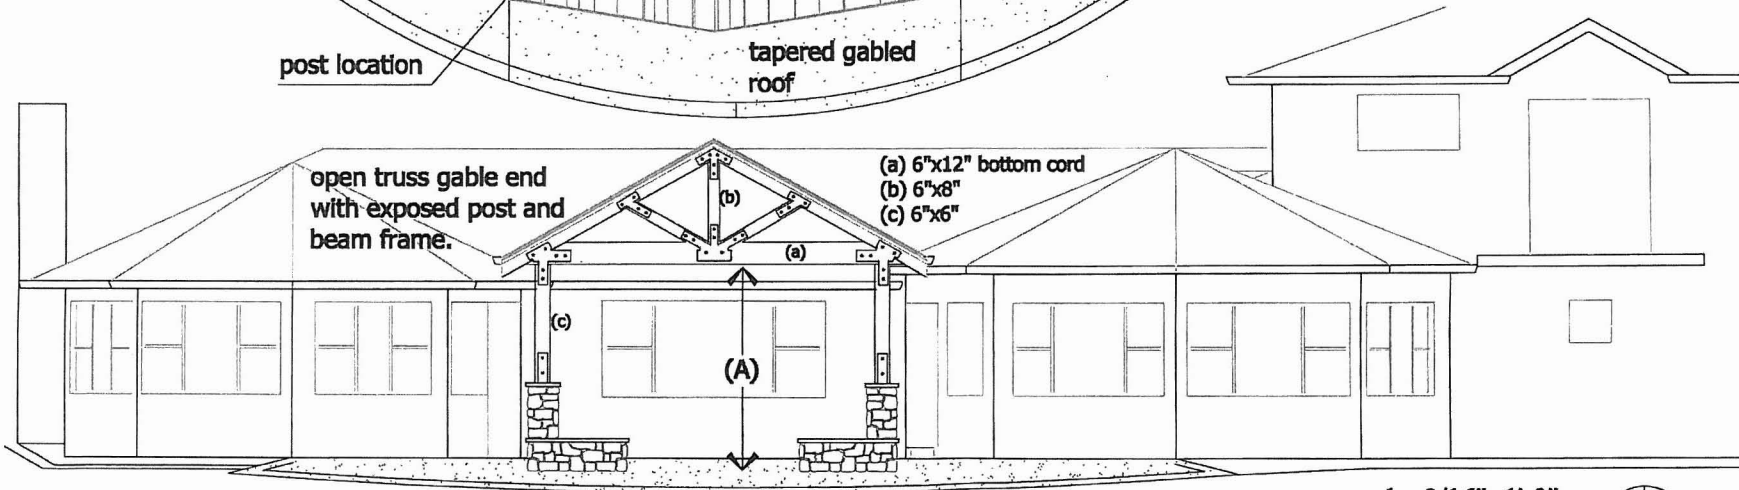 post location
tapered gabled
roof
open truss gable end
with exposed post and
beam frame.
(a) 6"x12" bottom cord
(b) 6"x8"
(c) 6"x6"
(b)
(a)
(c)
(A)